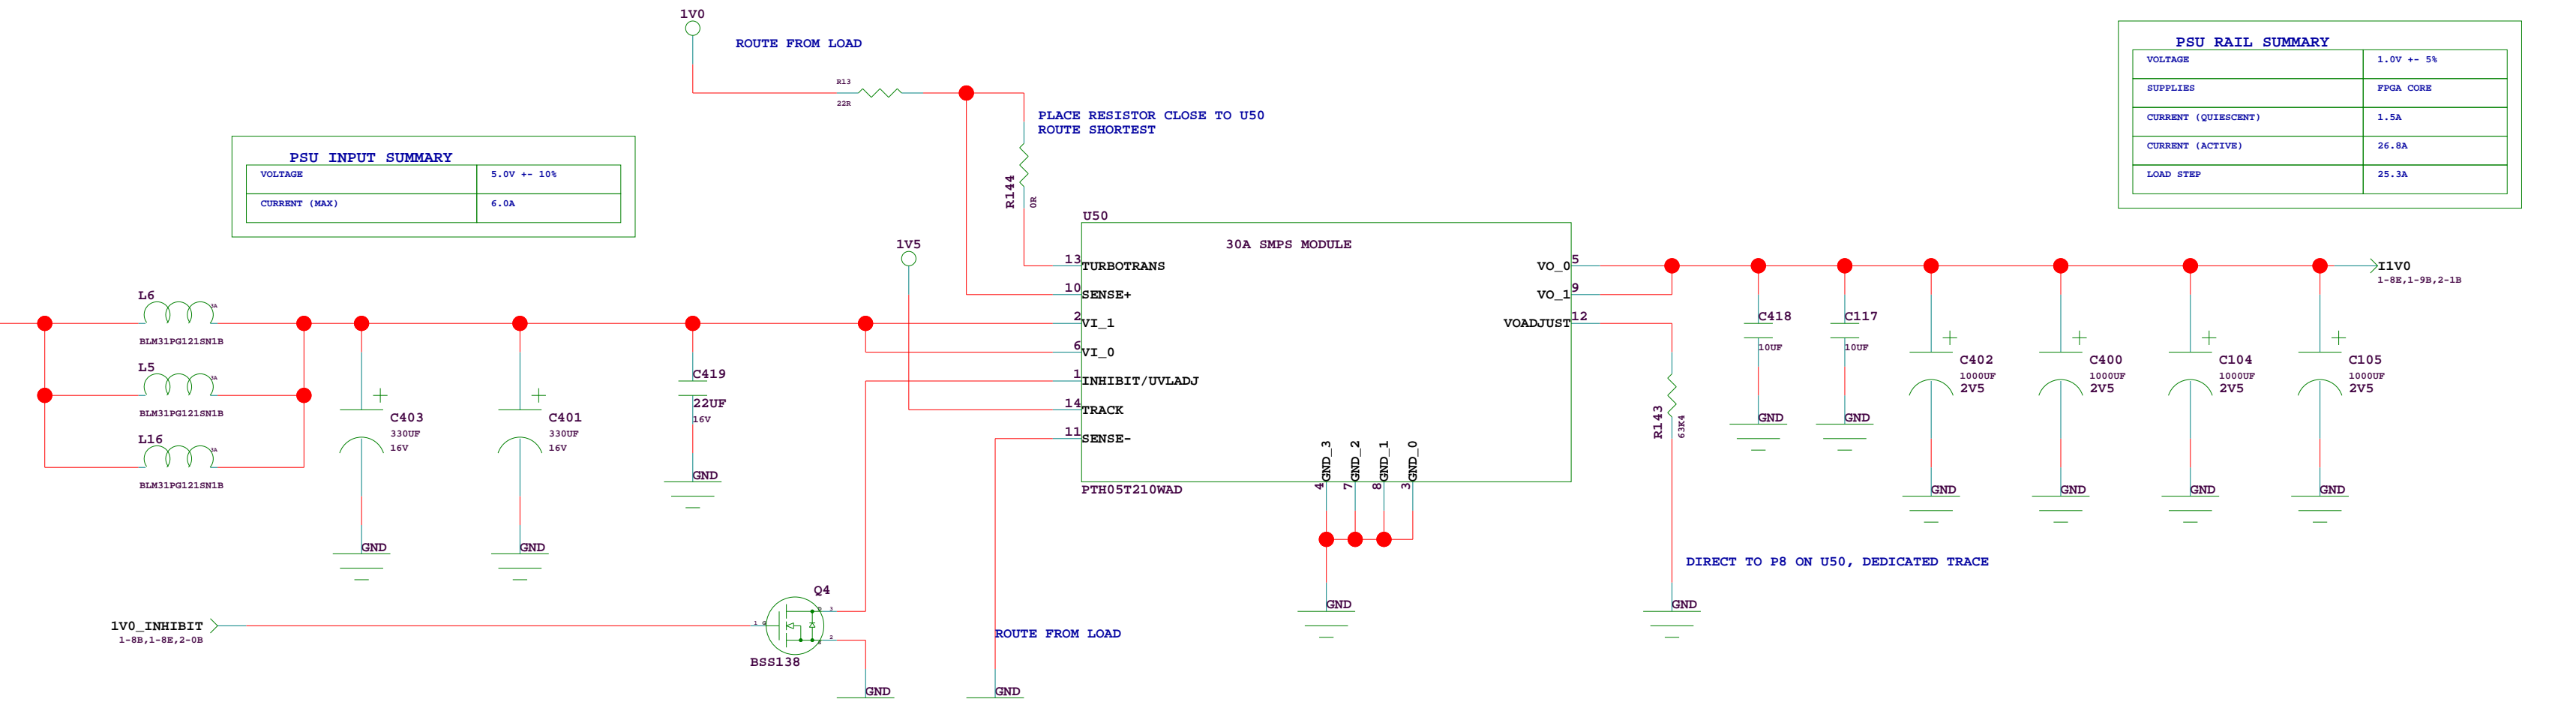 1V0
ROUTE FROM LOAD
R13
22R
PLACE RESISTOR CLOSE TO U50
ROUTE SHORTEST
R144
0R
PSU INPUT SUMMARY
VOLTAGE 5.0V +- 10%
CURRENT (MAX) 6.0A
PSU RAIL SUMMARY
VOLTAGE 1.0V +- 5%
SUPPLIES FPGA CORE
CURRENT (QUIESCENT) 1.5A
CURRENT (ACTIVE) 26.8A
LOAD STEP 25.3A
1V5
U50
30A SMPS MODULE
13 TURBOTRANS
10 SENSE+
2 VI_1
6 VI_0
1 INHIBIT/UVLADJ
14 TRACK
11 SENSE-
VO_0 5
VO_1 9
VOADJUST 12
4 GND_3
7 GND_2
8 GND_1
3 GND_0
PTH05T210WAD
GND
L6
3A
BLM31PG121SN1B
L5
3A
BLM31PG121SN1B
L16
3A
BLM31PG121SN1B
C403
330UF
16V
GND
C401
330UF
16V
GND
C419
22UF
16V
GND
R143
63K4
GND
DIRECT TO P8 ON U50, DEDICATED TRACE
C418
10UF
GND
C117
10UF
GND
C402
1000UF
2V5
GND
C400
1000UF
2V5
GND
C104
1000UF
2V5
GND
C105
1000UF
2V5
GND
I1V0
1-8E,1-9B,2-1B
1V0_INHIBIT
1-8B,1-8E,2-0B
Q4
1 G
D 3
2
BSS138
GND
ROUTE FROM LOAD
GND